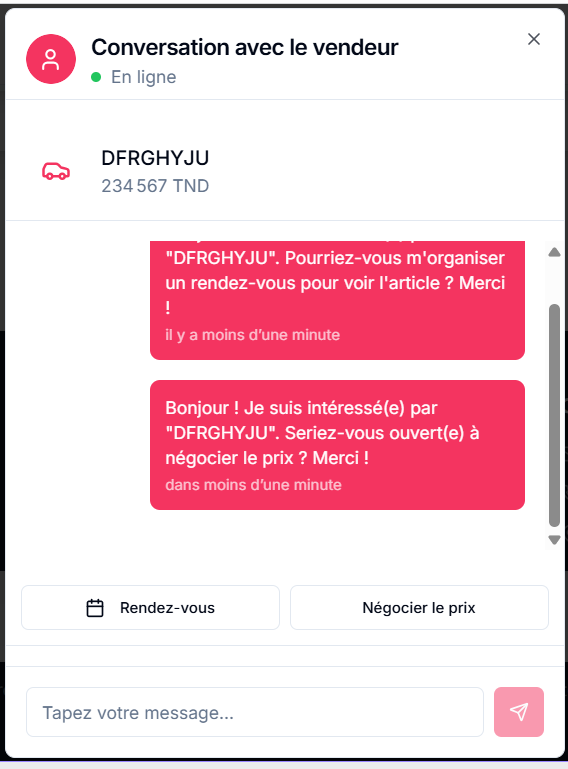 Conversation avec le vendeur
En ligne
DFRGHYJU
234 567 TND
"DFRGHYJU". Pourriez-vous m'organiser
un rendez-vous pour voir l'article ? Merci
!
il y a moins d’une minute
Bonjour ! Je suis intéressé(e) par
"DFRGHYJU". Seriez-vous ouvert(e) à
négocier le prix ? Merci !
dans moins d’une minute
Rendez-vous
Négocier le prix
Tapez votre message...